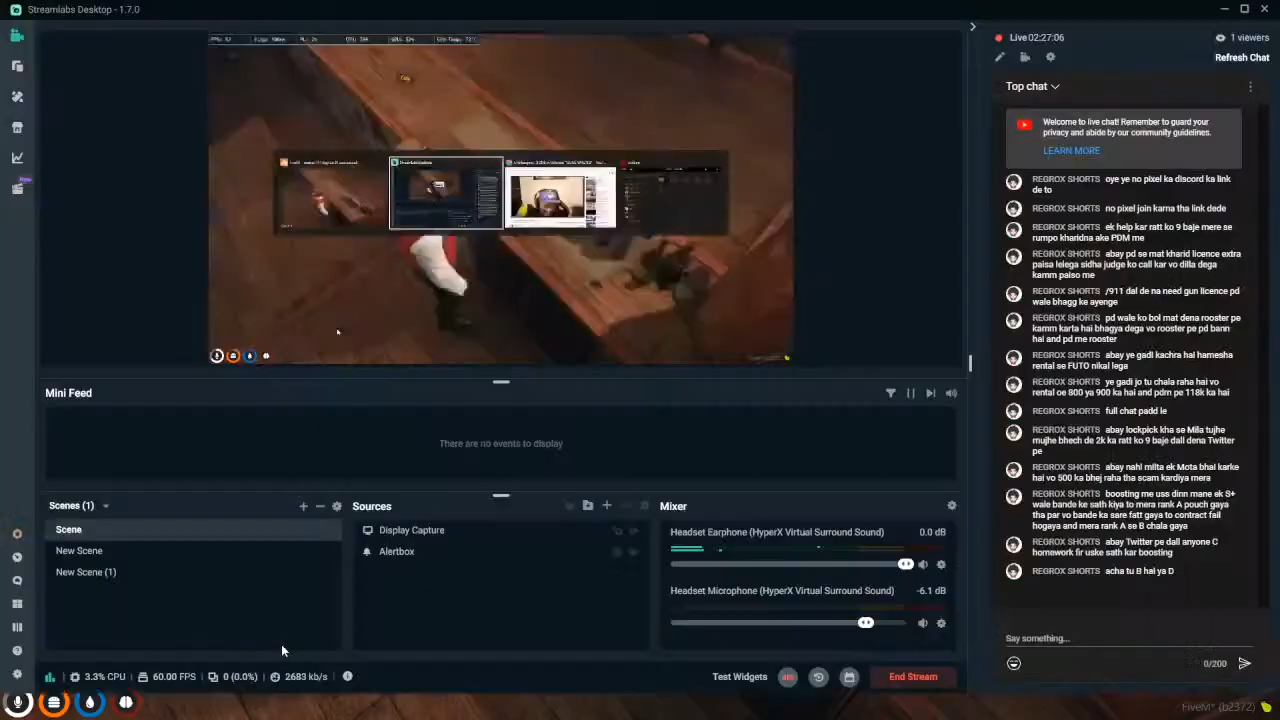 Streamlabs Desktop - 1.7.0
Live 02:27:06
1 viewers
Refresh Chat
Top chat
Welcome to live chat! Remember to guard your
privacy and abide by our community guidelines.
LEARN MORE
REGROX SHORTS oye ye no pixel ka discord ka link
de to
REGROX SHORTS no pixel join karna tha link dede
REGROX SHORTS ek help kar ratt ko 9 baje mere se
rumpo kharidna ake PDM me
REGROX SHORTS abay pd se mat kharid licence extra
paisa lelega sidha judge ko call kar vo dilla dega
kamm palso me
REGROX SHORTS /911 dal de na need gun licence pd
wale bhagg ke ayenge
REGROX SHORTS pd wale ko bol mat dena rooster pe
kamm karta hai bhagya dega vo rooster pe pd bann
hai and pd me rooster
REGROX SHORTS abay ye gadi kachra hai hamesha
rental se FUTO nikal lega
REGROX SHORTS ye gadi jo tu chala raha hai vo
rental oe 800 ya 900 ka hai and pdm pe 118k ka hai
REGROX SHORTS full chat padd le
REGROX SHORTS abay lockpick kha se Mila tujhe
mujhe bhech de 2k ka ratt ko 9 baje dall dena Twitter
pe
REGROX SHORTS abay nahl milta ek Mota bhai karke
hai vo 500 ka bhej raha tha scam kardiya mera
REGROX SHORTS boosting me uss dinn mane ek S+
wale bande ke sath kiya to mera rank A pouch gaya
tha par vo bande ka sare fatt gaya to contract fail
hogaya and mera rank A se B chala gaya
REGROX SHORTS abay Twitter pe dall anyone C
homework fir uske sath kar boosting
REGROX SHORTS acha tu B hai ya D
Say something...
0/200
Mini Feed
There are no events to display
Scenes (1)
Scene
New Scene
New Scene (1)
Sources
Display Capture
Alertbox
Mixer
Headset Earphone (HyperX Virtual Surround Sound) 0.0 dB
Headset Microphone (HyperX Virtual Surround Sound) -6.1 dB
3.3% CPU
60.00 FPS
0 (0.0%)
2683 kb/s
Test Widgets
End Stream
FiveM* (b2372)
New